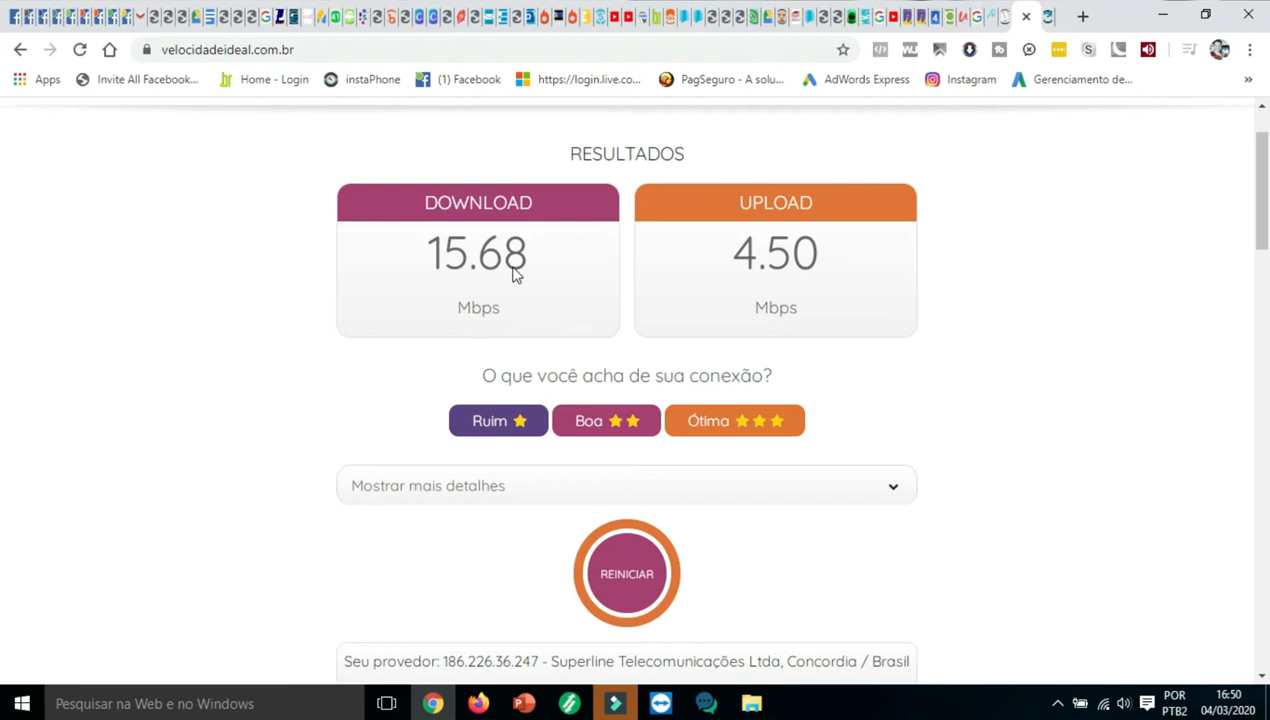 velocidadeideal.com.br
Apps
Invite All Facebook...
Home - Login
instaPhone
(1) Facebook
https://login.live.co...
PagSeguro - A solu...
AdWords Express
Instagram
Gerenciamento de...
»
RESULTADOS
DOWNLOAD
UPLOAD
15.68
4.50
Mbps
Mbps
O que você acha de sua conexão?
Ruim
Boa
Ótima
Mostrar mais detalhes
REINICIAR
Seu provedor: 186.226.36.247 - Superline Telecomunicações Ltda, Concordia / Brasil
Pesquisar na Web e no Windows
POR
PTB2
16:50
04/03/2020